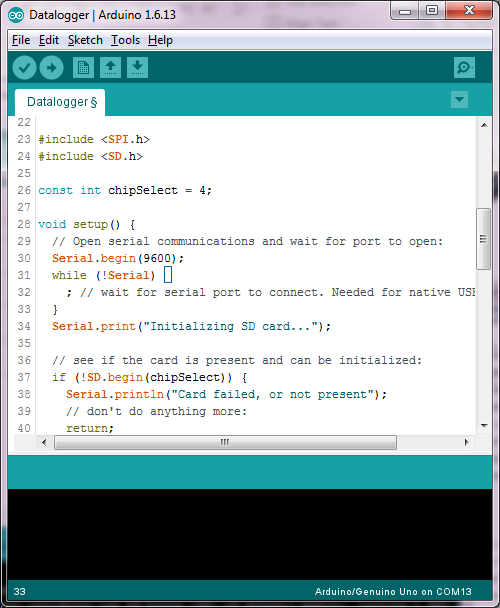 Datalogger | Arduino 1.6.13
File Edit Sketch Tools Help
Datalogger §
22
23 #include <SPI.h>
24 #include <SD.h>
25
26 const int chipSelect = 4;
27
28 void setup() {
29 // Open serial communications and wait for port to open:
30 Serial.begin(9600);
31 while (!Serial) {
32 ; // wait for serial port to connect. Needed for native USB
33 }
34 Serial.print("Initializing SD card...");
35
36 // see if the card is present and can be initialized:
37 if (!SD.begin(chipSelect)) {
38 Serial.println("Card failed, or not present");
39 // don't do anything more:
40 return;
33 Arduino/Genuino Uno on COM13